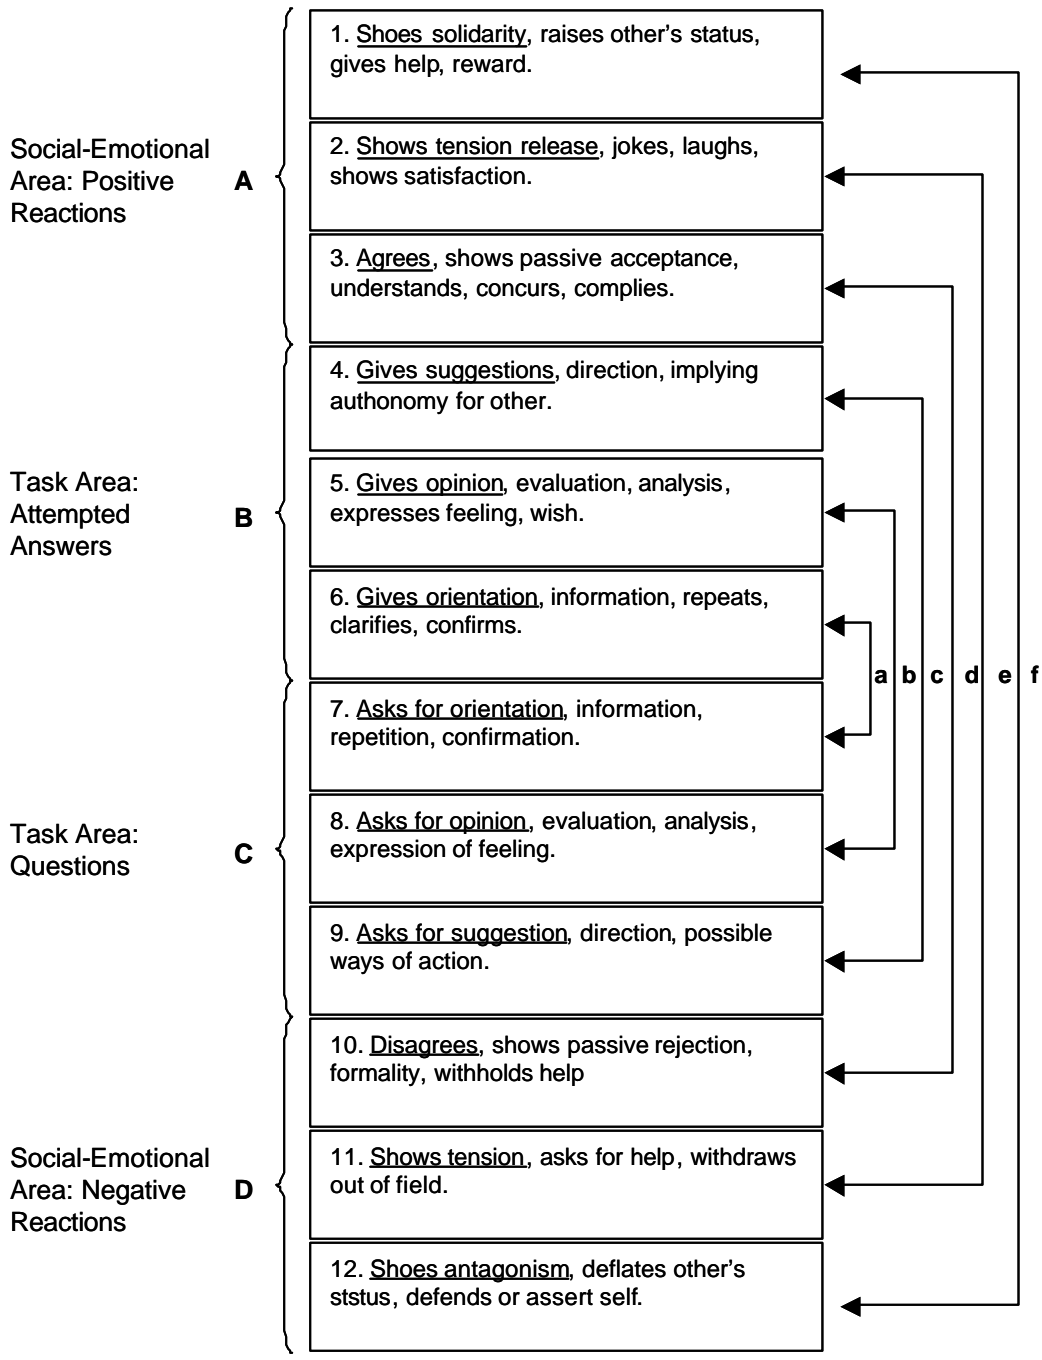 1. Shoes solidarity, raises other's status,
gives help, reward.
Social-Emotional
Area: Positive
Reactions
A
2. Shows tension release, jokes, laughs,
shows satisfaction.
3. Agrees, shows passive acceptance,
understands, concurs, complies.
4. Gives suggestions, direction, implying
authonomy for other.
Task Area:
Attempted
Answers
B
5. Gives opinion, evaluation, analysis,
expresses feeling, wish.
6. Gives orientation, information, repeats,
clarifies, confirms.
a b c d e f
7. Asks for orientation, information,
repetition, confirmation.
Task Area:
Questions
C
8. Asks for opinion, evaluation, analysis,
expression of feeling.
9. Asks for suggestion, direction, possible
ways of action.
10. Disagrees, shows passive rejection,
formality, withholds help
Social-Emotional
Area: Negative
Reactions
D
11. Shows tension, asks for help, withdraws
out of field.
12. Shoes antagonism, deflates other's
ststus, defends or assert self.